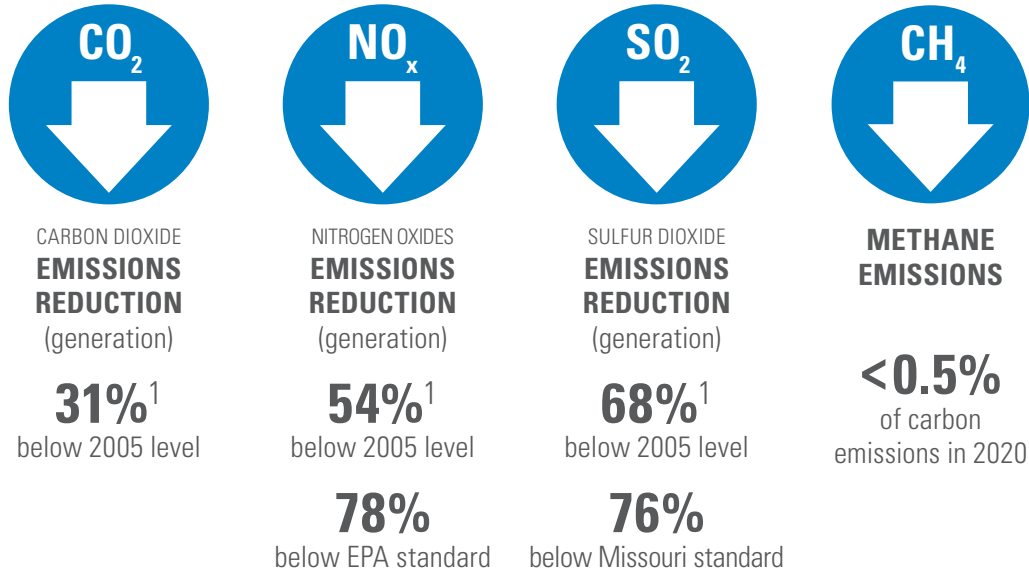 CO₂
CARBON DIOXIDE
EMISSIONS
REDUCTION
(generation)
31%¹
below 2005 level
NOₓ
NITROGEN OXIDES
EMISSIONS
REDUCTION
(generation)
54%¹
below 2005 level
78%
below EPA standard
SO₂
SULFUR DIOXIDE
EMISSIONS
REDUCTION
(generation)
68%¹
below 2005 level
76%
below Missouri standard
CH₄
METHANE
EMISSIONS
<0.5%
of carbon
emissions in 2020